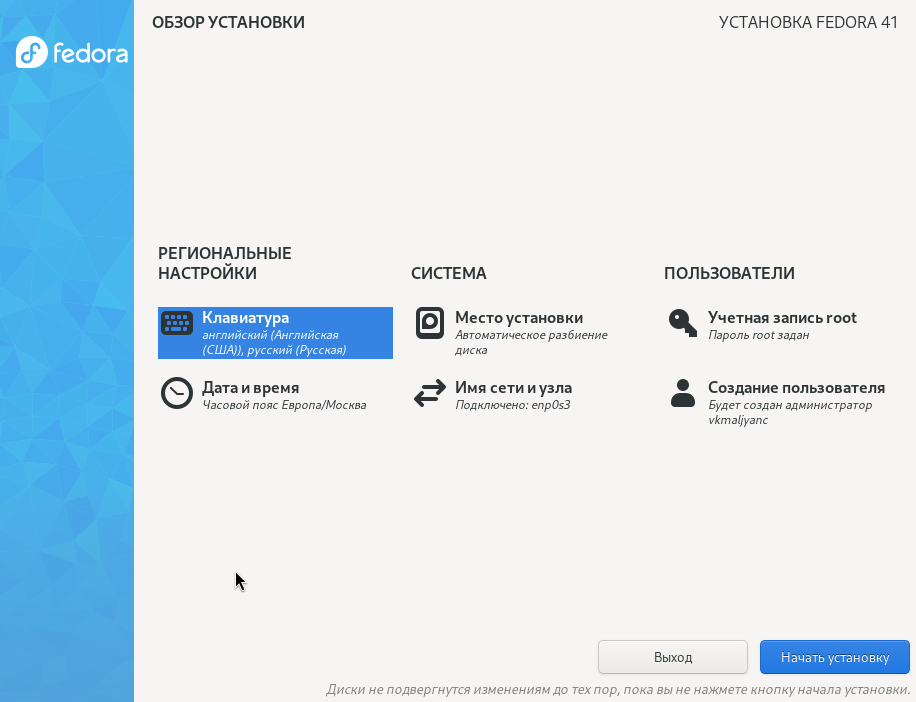 ОБЗОР УСТАНОВКИ
УСТАНОВКА FEDORA 41
fedora
РЕГИОНАЛЬНЫЕ
НАСТРОЙКИ
Клавиатура
английский (Английская
(США)), русский (Русская)
Дата и время
Часовой пояс Европа/Москва
СИСТЕМА
Место установки
Автоматическое разбиение
диска
Имя сети и узла
Подключено: enp0s3
ПОЛЬЗОВАТЕЛИ
Учетная запись root
Пароль root задан
Создание пользователя
Будет создан администратор
vkmaljyanc
Выход
Начать установку
Диски не подвергнутся изменениям до тех пор, пока вы не нажмете кнопку начала установки.